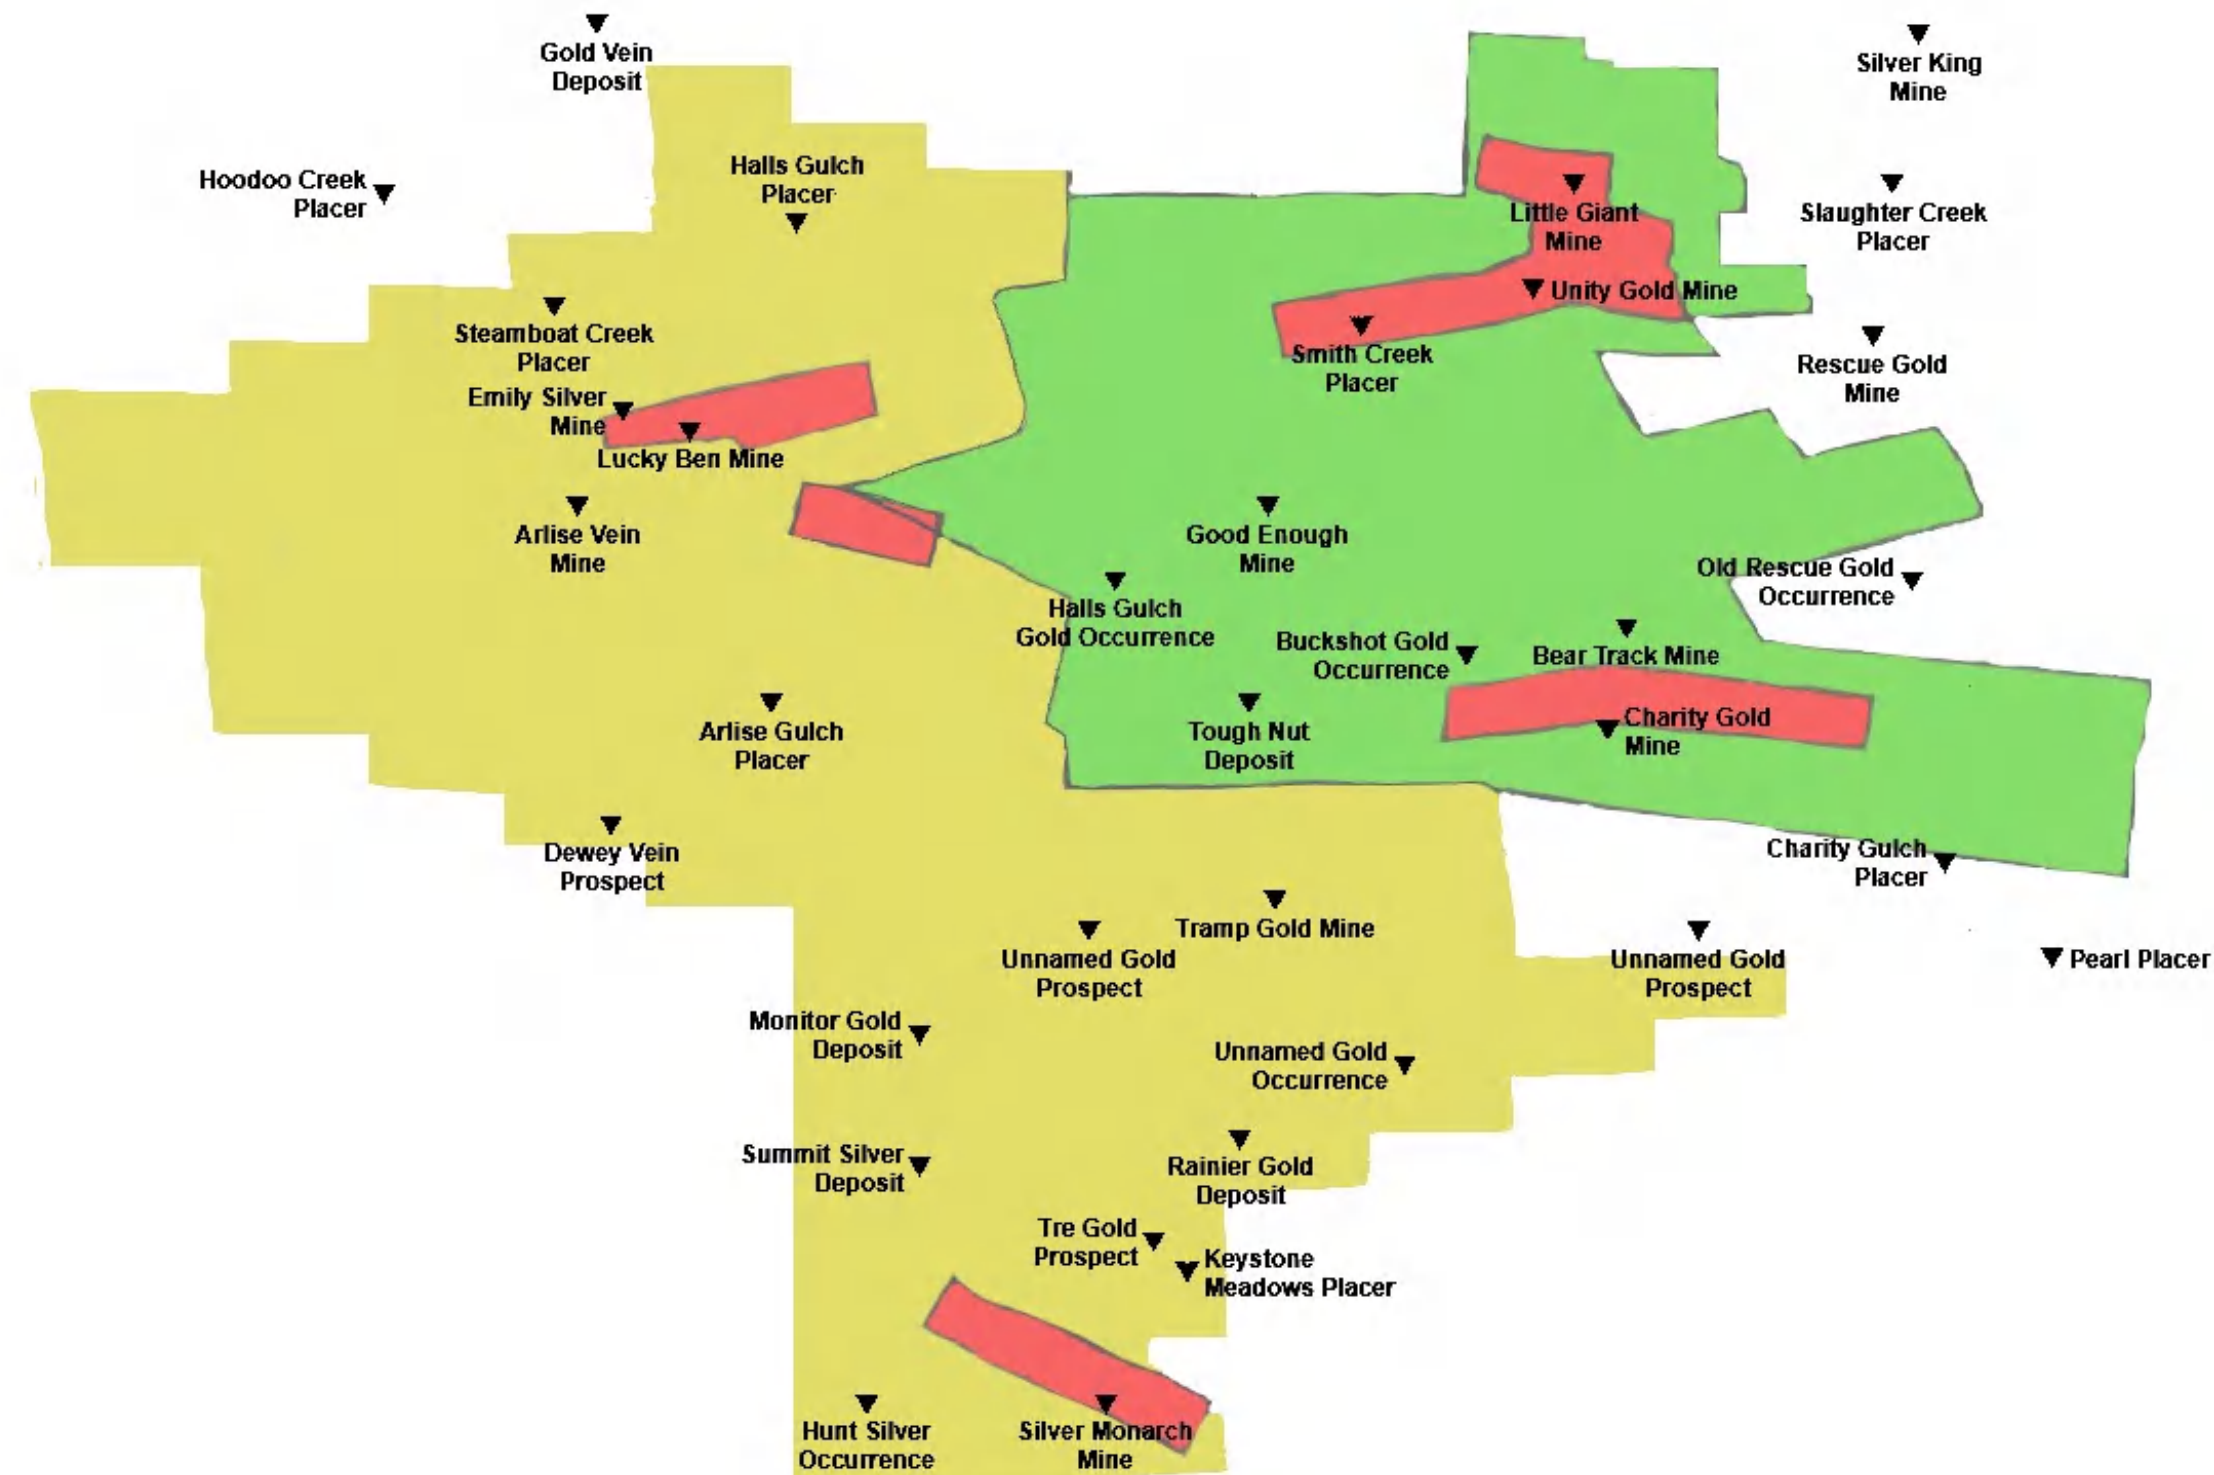 Gold Vein
Deposit
Silver King
Mine
Halls Gulch
Placer
Hoodoo Creek
Placer
Little Giant
Mine
Slaughter Creek
Placer
Unity Gold Mine
Steamboat Creek
Placer
Smith Creek
Placer
Rescue Gold
Mine
Emily Silver
Mine
Lucky Ben Mine
Arlise Vein
Mine
Good Enough
Mine
Old Rescue Gold
Occurrence
Halls Gulch
Gold Occurrence
Buckshot Gold
Occurrence
Bear Track Mine
Arlise Gulch
Placer
Tough Nut
Deposit
Charity Gold
Mine
Dewey Vein
Prospect
Charity Gulch
Placer
Tramp Gold Mine
Unnamed Gold
Prospect
Unnamed Gold
Prospect
Pearl Placer
Monitor Gold
Deposit
Unnamed Gold
Occurrence
Summit Silver
Deposit
Rainier Gold
Deposit
Tre Gold
Prospect
Keystone
Meadows Placer
Hunt Silver
Occurrence
Silver Monarch
Mine